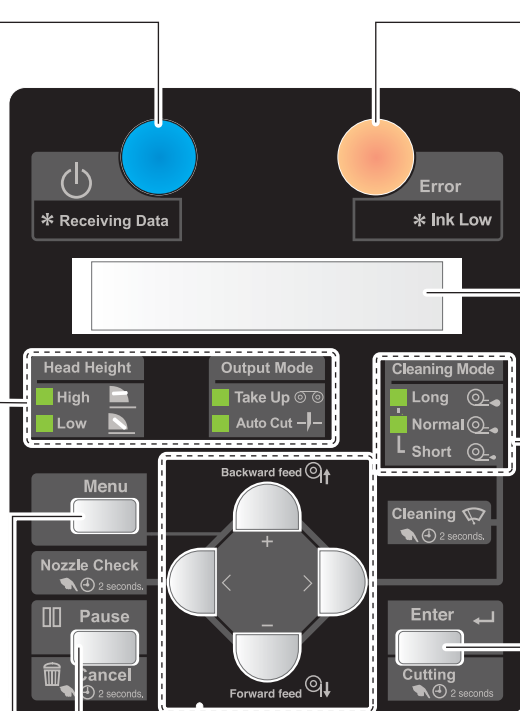 Error
* Receiving Data
* Ink Low
Head Height
High
Low
Output Mode
Take Up
Auto Cut
Cleaning Mode
Long
Normal
Short
Backward feed
Menu
+
Cleaning
2 seconds.
Nozzle Check
2 seconds.
< >
Pause
−
Enter
Cancel
2 seconds.
Forward feed
Cutting
2 seconds